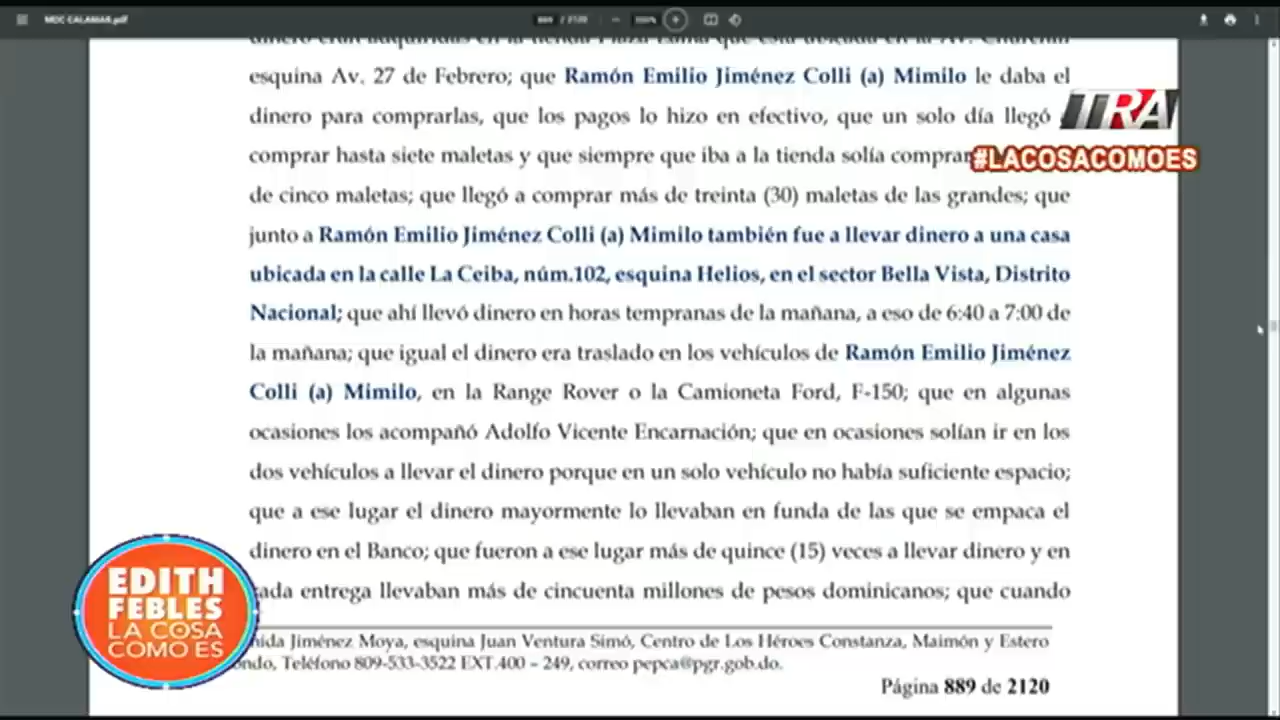 MDC CALAMAR.pdf
889 / 2120
esquina Av. 27 de Febrero; que Ramón Emilio Jiménez Colli (a) Mimilo le daba el
dinero para comprarlas, que los pagos lo hizo en efectivo, que un solo día llegó
TRA
comprar hasta siete maletas y que siempre que iba a la tienda solía comprar
#LACOSACOMOES
de cinco maletas; que llegó a comprar más de treinta (30) maletas de las grandes; que
junto a Ramón Emilio Jiménez Colli (a) Mimilo también fue a llevar dinero a una casa
ubicada en la calle La Ceiba, núm.102, esquina Helios, en el sector Bella Vista, Distrito
Nacional; que ahí llevó dinero en horas tempranas de la mañana, a eso de 6:40 a 7:00 de
la mañana; que igual el dinero era traslado en los vehículos de Ramón Emilio Jiménez
Colli (a) Mimilo, en la Range Rover o la Camioneta Ford, F-150; que en algunas
ocasiones los acompañó Adolfo Vicente Encarnación; que en ocasiones solían ir en los
dos vehículos a llevar el dinero porque en un solo vehículo no había suficiente espacio;
que a ese lugar el dinero mayormente lo llevaban en funda de las que se empaca el
dinero en el Banco; que fueron a ese lugar más de quince (15) veces a llevar dinero y en
cada entrega llevaban más de cincuenta millones de pesos dominicanos; que cuando
EDITH
FEBLES
LA COSA
COMO ES
Jiménez Moya, esquina Juan Ventura Simó, Centro de Los Héroes Constanza, Maimón y Estero
Teléfono 809-533-3522 EXT.400 – 249, correo pepca@pgr.gob.do.
Página 889 de 2120